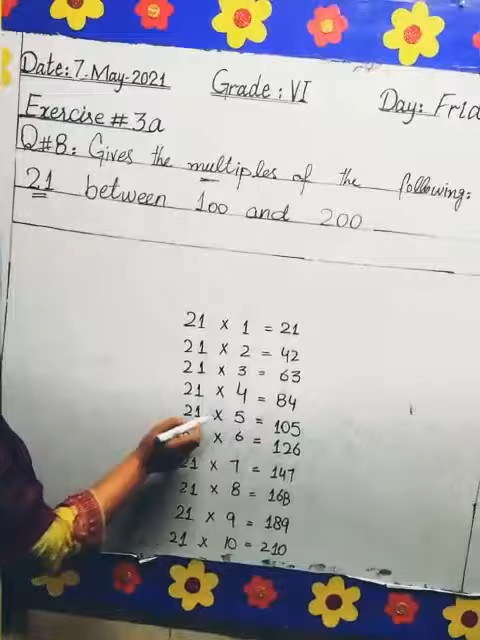 Date: 7-May-2021 Grade: VI Day: Frida
Exercise # 3a
Q#8: Gives the multiples of the following:
21 between 100 and 200
21 x 1 = 21
21 x 2 = 42
21 x 3 = 63
21 x 4 = 84
21 x 5 = 105
x 6 = 126
21 x 7 = 147
21 x 8 = 168
21 x 9 = 189
21 x 10 = 210